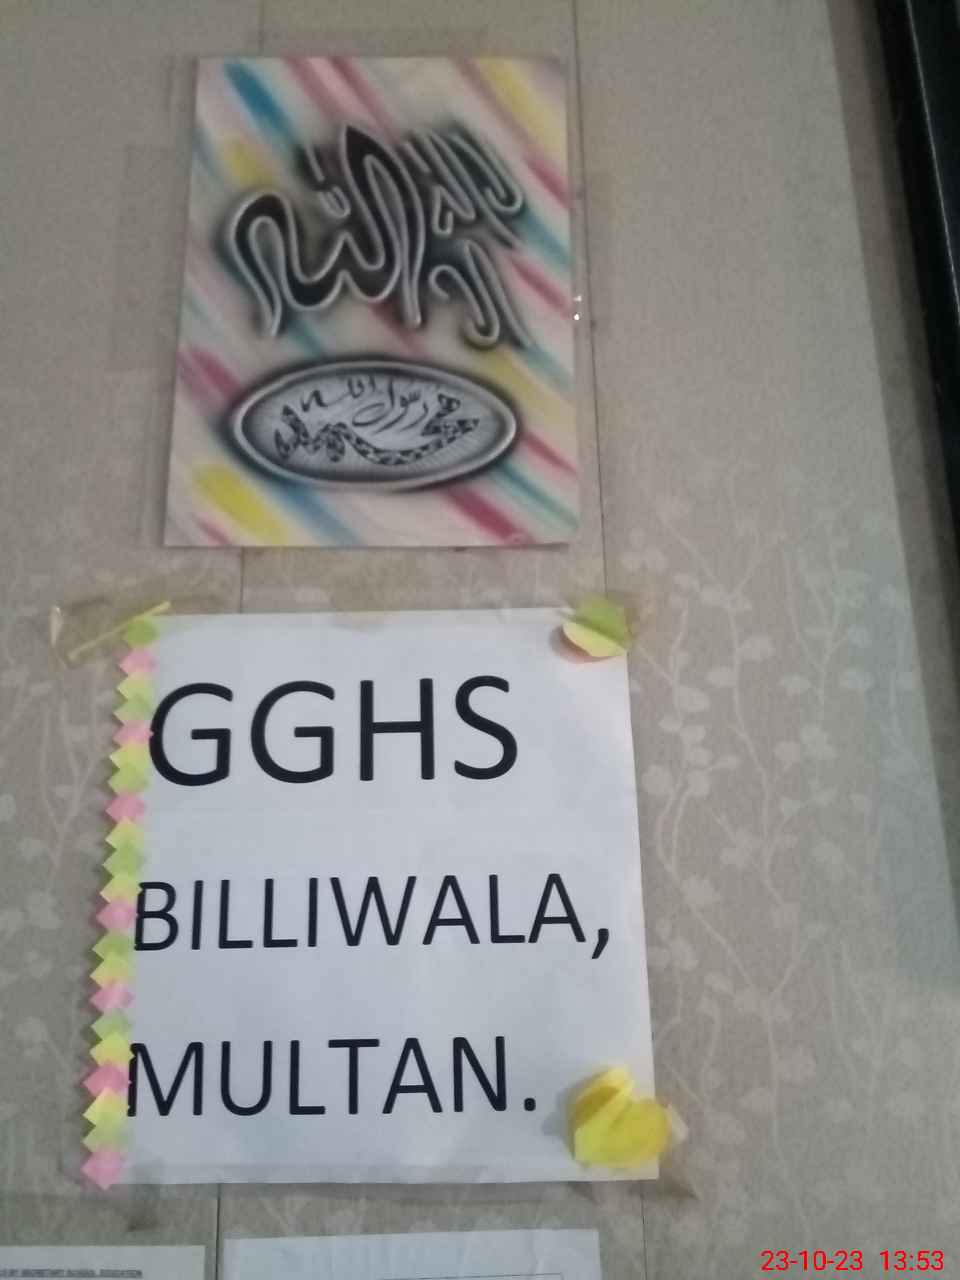 لا اله الا الله
محمد رسول الله
GGHS
BILLIWALA,
MULTAN.
23-10-23 13:53